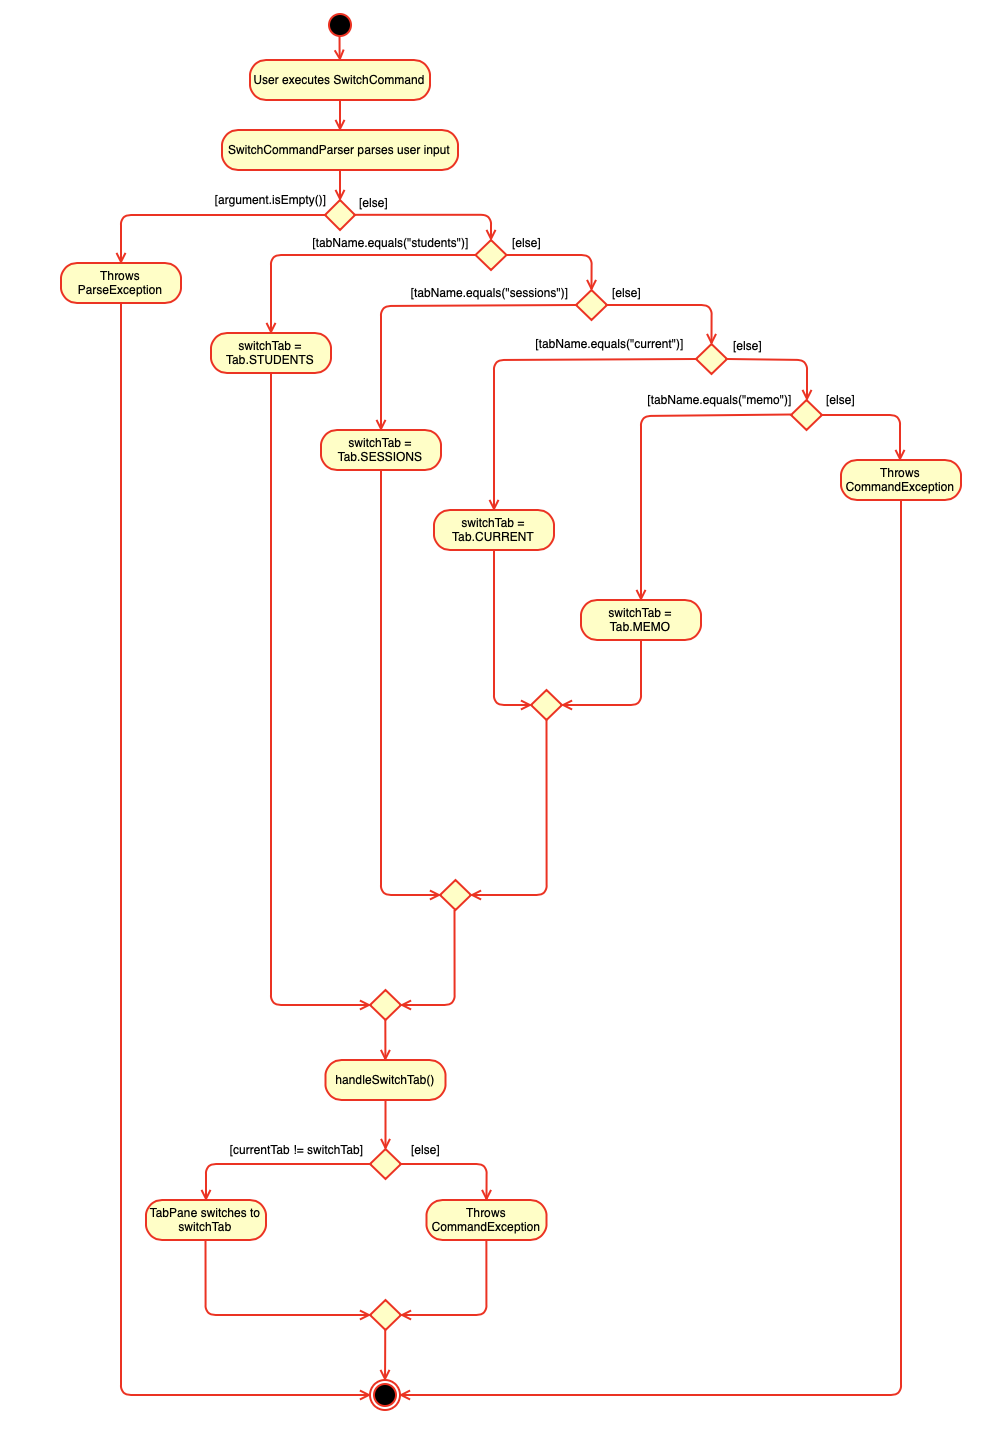 User executes SwitchCommand
SwitchCommandParser parses user input
[argument.isEmpty()]
[else]
[tabName.equals("students")]
[else]
Throws
ParseException
[tabName.equals("sessions")]
[else]
switchTab =
Tab.STUDENTS
[tabName.equals("current")]
[else]
[tabName.equals("memo")]
[else]
switchTab =
Tab.SESSIONS
Throws
CommandException
switchTab =
Tab.CURRENT
switchTab =
Tab.MEMO
handleSwitchTab()
[currentTab != switchTab]
[else]
TabPane switches to
switchTab
Throws
CommandException